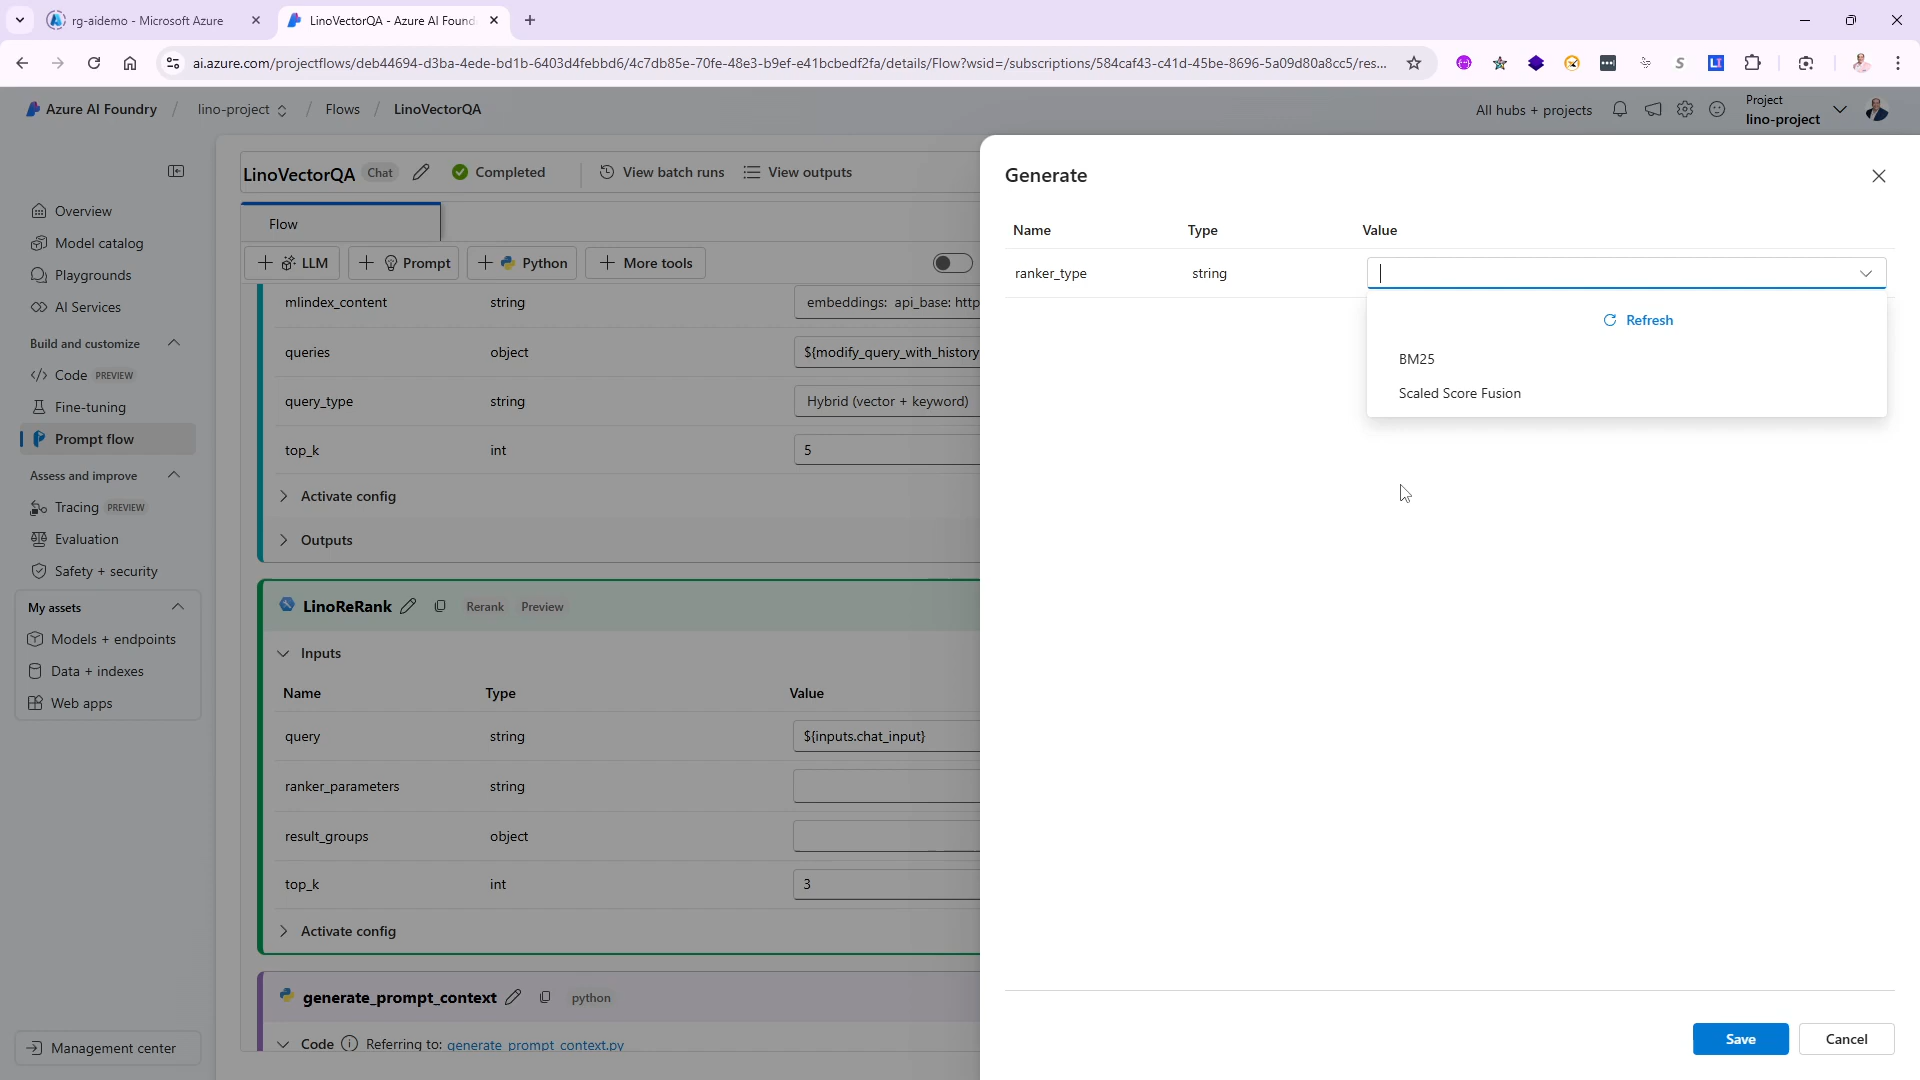 rg-aidemo - Microsoft Azure
LinoVectorQA - Azure AI Found
ai.azure.com/projectflows/deb44694-d3ba-4ede-bd1b-6403d4febbd6/4c7db85e-70fe-48e3-b9ef-e41bcbedf2fa/details/Flow?wsid=/subscriptions/584caf43-c41d-45be-8696-5a09d80a8cc5/res...
Azure AI Foundry / lino-project / Flows / LinoVectorQA
All hubs + projects
Project
lino-project
Overview
Model catalog
Playgrounds
AI Services
Build and customize
Code PREVIEW
Fine-tuning
Prompt flow
Assess and improve
Tracing PREVIEW
Evaluation
Safety + security
My assets
Models + endpoints
Data + indexes
Web apps
Management center
LinoVectorQA Chat Completed View batch runs View outputs
Flow
LLM Prompt Python More tools
mlindex_content string embeddings: api_base: http
queries object ${modify_query_with_history
query_type string Hybrid (vector + keyword)
top_k int 5
Activate config
Outputs
LinoReRank Rerank Preview
Inputs
Name Type Value
query string ${inputs.chat_input}
ranker_parameters string
result_groups object
top_k int 3
Activate config
generate_prompt_context python
Code Referring to: generate_prompt_context.py
Generate
Name Type Value
ranker_type string
Refresh
BM25
Scaled Score Fusion
Save Cancel